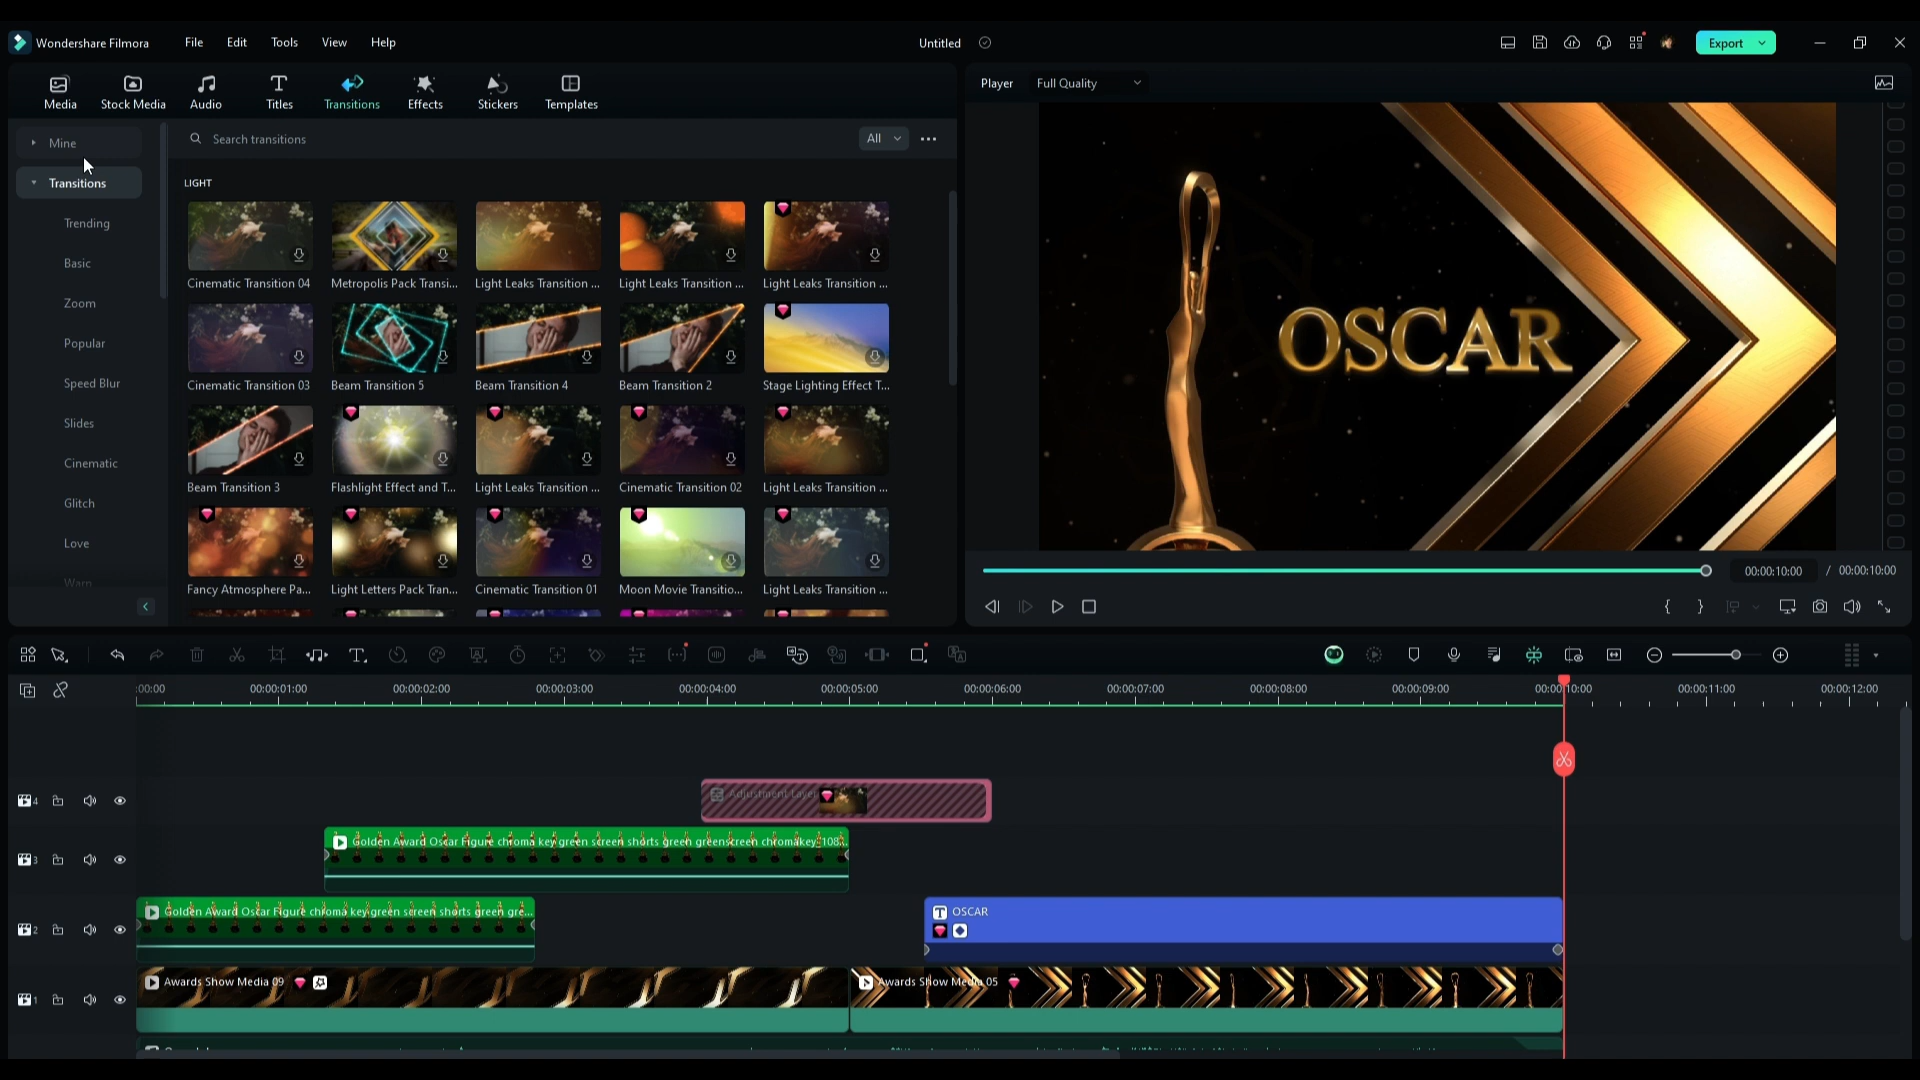 Wondershare Filmora
File Edit Tools View Help
Untitled
Export
Media Stock Media Audio Titles Transitions Effects Stickers Templates
Player Full Quality
Mine
Transitions
Trending
Basic
Zoom
Popular
Speed Blur
Slides
Cinematic
Glitch
Love
Warp
Search transitions
All
LIGHT
Cinematic Transition 04 Metropolis Pack Transi... Light Leaks Transition ... Light Leaks Transition ... Light Leaks Transition ...
Cinematic Transition 03 Beam Transition 5 Beam Transition 4 Beam Transition 2 Stage Lighting Effect T...
Beam Transition 3 Flashlight Effect and T... Light Leaks Transition ... Cinematic Transition 02 Light Leaks Transition ...
Fancy Atmosphere Pa... Light Letters Pack Tran... Cinematic Transition 01 Moon Movie Transitio... Light Leaks Transition ...
OSCAR
00:00:10:00 / 00:00:10:00
:00:00 00:00:01:00 00:00:02:00 00:00:03:00 00:00:04:00 00:00:05:00 00:00:06:00 00:00:07:00 00:00:08:00 00:00:09:00 00:00:10:00 00:00:11:00 00:00:12:00
4
Adjustment Layer
3
Golden Award Oscar Figure chroma key green screen shorts green greenscreen chromakey 108...
2
Golden Award Oscar Figure chroma key green screen shorts green gre...
OSCAR
1
Awards Show Media 09
Awards Show Media 05